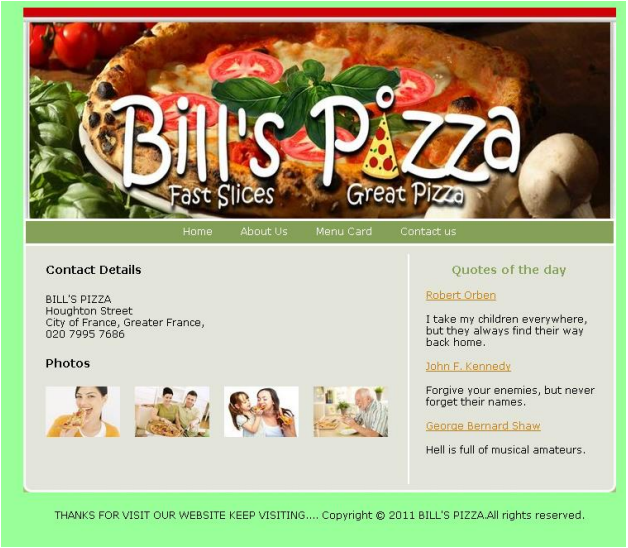 Bill's Pizza
Fast Slices Great Pizza
Home About Us Menu Card Contact us
Contact Details
BILL'S PIZZA
Houghton Street
City of France, Greater France,
020 7995 7686
Photos
Quotes of the day
Robert Orben
I take my children everywhere,
but they always find their way
back home.
John F. Kennedy
Forgive your enemies, but never
forget their names.
George Bernard Shaw
Hell is full of musical amateurs.
THANKS FOR VISIT OUR WEBSITE KEEP VISITING.... Copyright © 2011 BILL'S PIZZA.All rights reserved.